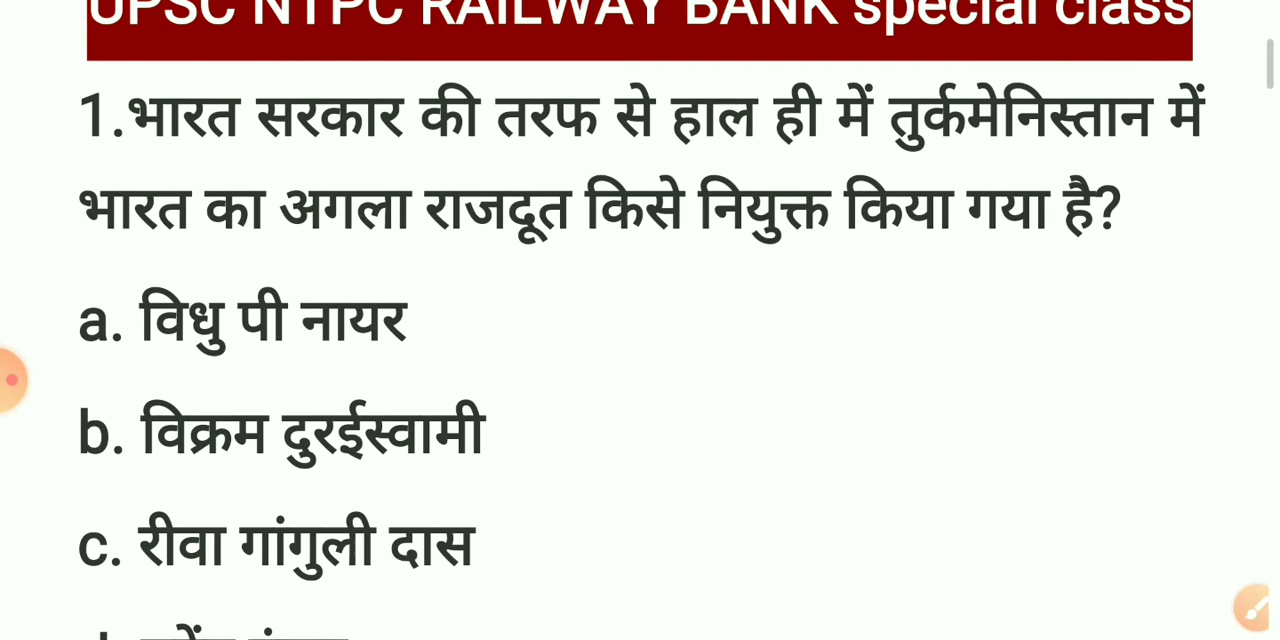 UPSC NTPC RAILWAY BANK special class
1.भारत सरकार की तरफ से हाल ही में तुर्कमेनिस्तान में
भारत का अगला राजदूत किसे नियुक्त किया गया है?
a. विधु पी नायर
b. विक्रम दुरईस्वामी
c. रीवा गांगुली दास